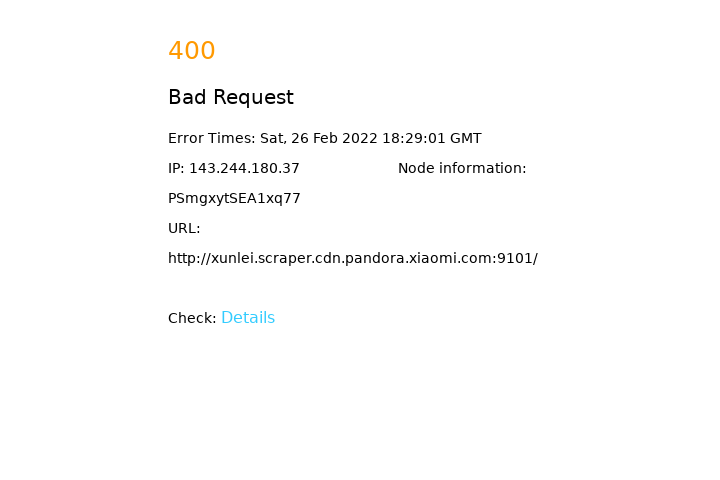 400
Bad Request
Error Times: Sat, 26 Feb 2022 18:29:01 GMT
IP: 143.244.180.37 Node information:
PSmgxytSEA1xq77
URL:
http://xunlei.scraper.cdn.pandora.xiaomi.com:9101/
Check: Details